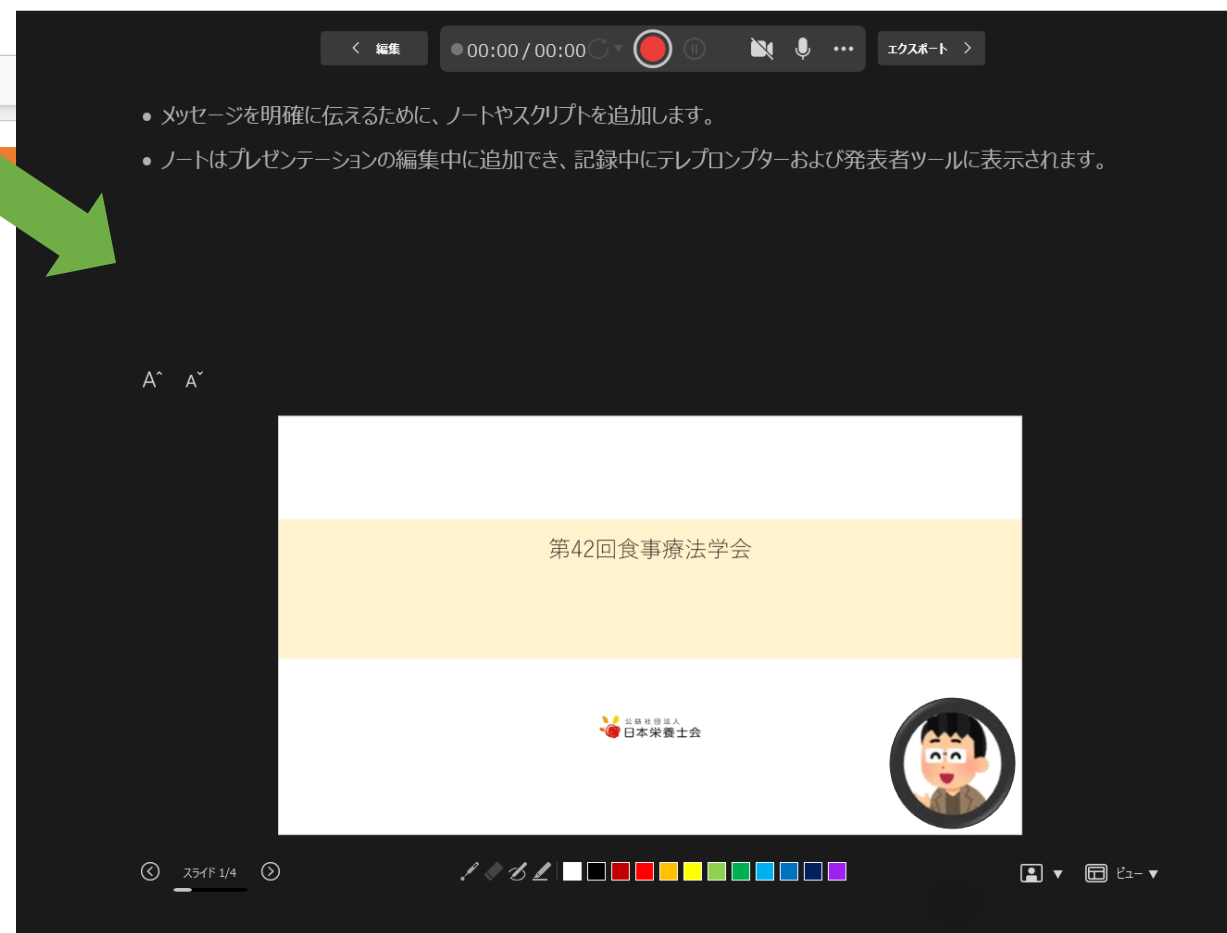 編集
00:00 / 00:00
エクスポート
• メッセージを明確に伝えるために、ノートやスクリプトを追加します。
• ノートはプレゼンテーションの編集中に追加でき、記録中にテレプロンプターおよび発表者ツールに表示されます。
A A
第42回食事療法学会
公益社団法人
日本栄養士会
スライド 1/4
ビュー